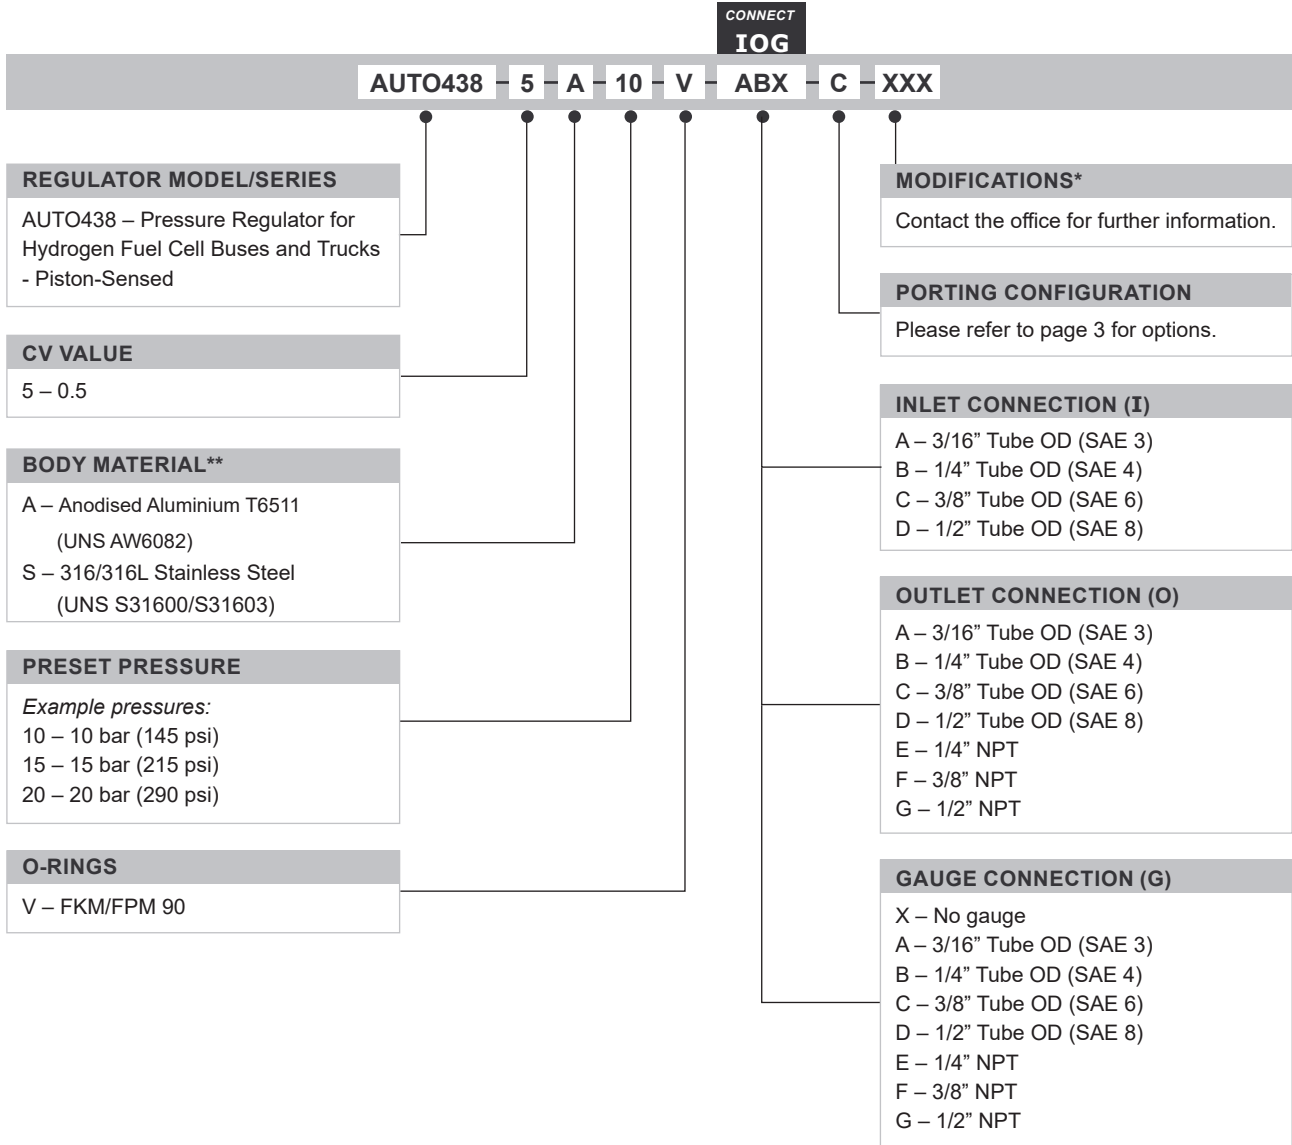 CONNECT
IOG
AUTO438 - 5 - A - 10 - V - ABX - C - XXX
REGULATOR MODEL/SERIES
AUTO438 – Pressure Regulator for
Hydrogen Fuel Cell Buses and Trucks
- Piston-Sensed
CV VALUE
5 – 0.5
BODY MATERIAL**
A – Anodised Aluminium T6511
(UNS AW6082)
S – 316/316L Stainless Steel
(UNS S31600/S31603)
PRESET PRESSURE
Example pressures:
10 – 10 bar (145 psi)
15 – 15 bar (215 psi)
20 – 20 bar (290 psi)
O-RINGS
V – FKM/FPM 90
MODIFICATIONS*
Contact the office for further information.
PORTING CONFIGURATION
Please refer to page 3 for options.
INLET CONNECTION (I)
A – 3/16” Tube OD (SAE 3)
B – 1/4” Tube OD (SAE 4)
C – 3/8” Tube OD (SAE 6)
D – 1/2” Tube OD (SAE 8)
OUTLET CONNECTION (O)
A – 3/16” Tube OD (SAE 3)
B – 1/4” Tube OD (SAE 4)
C – 3/8” Tube OD (SAE 6)
D – 1/2” Tube OD (SAE 8)
E – 1/4” NPT
F – 3/8” NPT
G – 1/2” NPT
GAUGE CONNECTION (G)
X – No gauge
A – 3/16” Tube OD (SAE 3)
B – 1/4” Tube OD (SAE 4)
C – 3/8” Tube OD (SAE 6)
D – 1/2” Tube OD (SAE 8)
E – 1/4” NPT
F – 3/8” NPT
G – 1/2” NPT